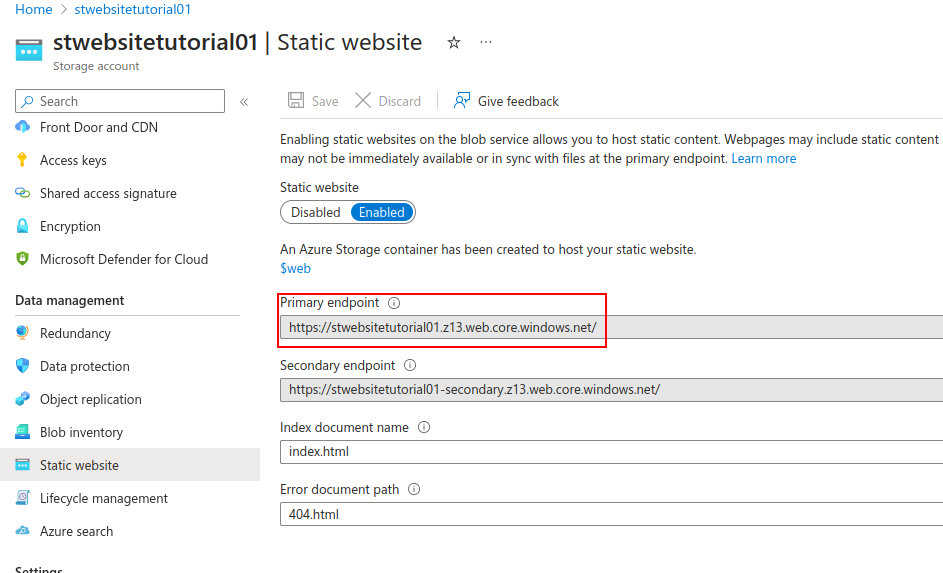 Home > stwebsitetutorial01
stwebsitetutorial01 | Static website
Storage account
Search
Front Door and CDN
Access keys
Shared access signature
Encryption
Microsoft Defender for Cloud
Data management
Redundancy
Data protection
Object replication
Blob inventory
Static website
Lifecycle management
Azure search
Settings
Save Discard Give feedback
Enabling static websites on the blob service allows you to host static content. Webpages may include static content
may not be immediately available or in sync with files at the primary endpoint. Learn more
Static website
Disabled Enabled
An Azure Storage container has been created to host your static website.
$web
Primary endpoint
https://stwebsitetutorial01.z13.web.core.windows.net/
Secondary endpoint
https://stwebsitetutorial01-secondary.z13.web.core.windows.net/
Index document name
index.html
Error document path
404.html